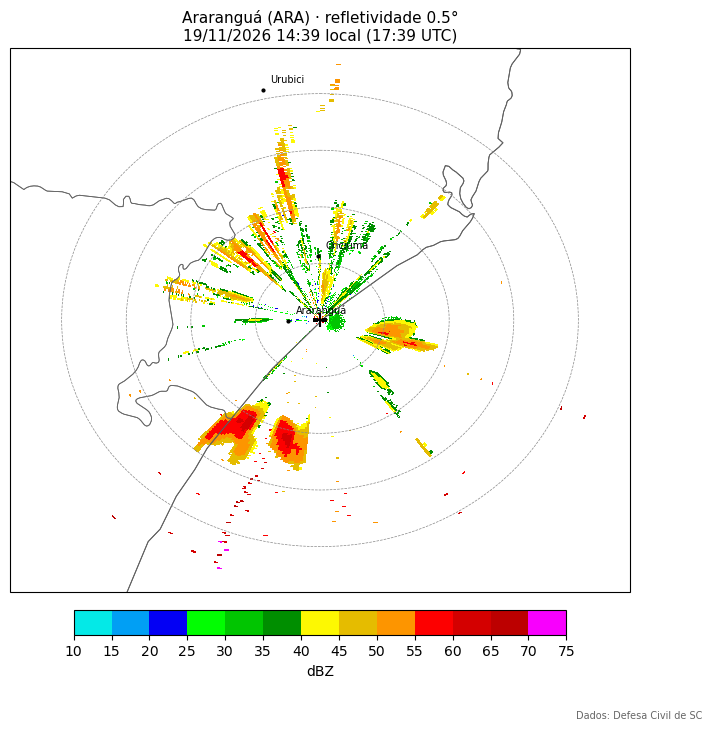 Araranguá (ARA) · refletividade 0.5°
19/11/2026 14:39 local (17:39 UTC)
Urubici
Criciúma
Araranguá
10 15 20 25 30 35 40 45 50 55 60 65 70 75
dBZ
Dados: Defesa Civil de SC